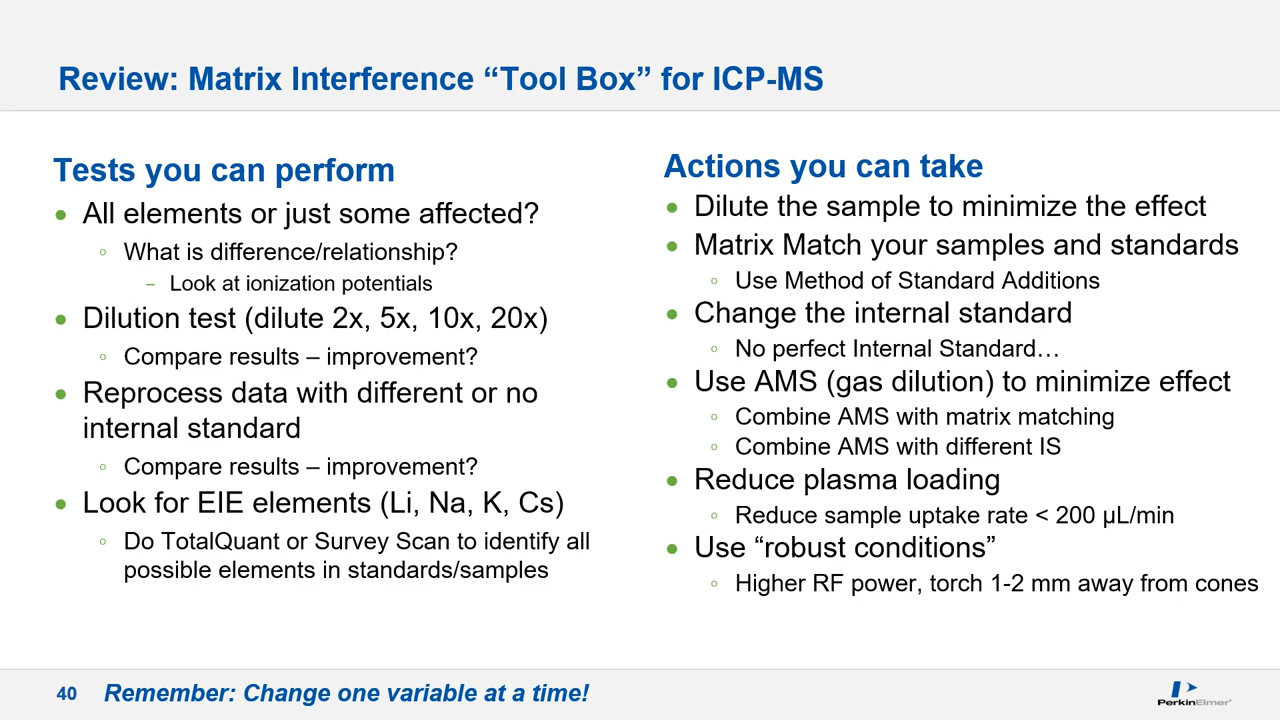 Review: Matrix Interference “Tool Box” for ICP-MS
Tests you can perform
• All elements or just some affected?
◦ What is difference/relationship?
– Look at ionization potentials
• Dilution test (dilute 2x, 5x, 10x, 20x)
◦ Compare results – improvement?
• Reprocess data with different or no
internal standard
◦ Compare results – improvement?
• Look for EIE elements (Li, Na, K, Cs)
◦ Do TotalQuant or Survey Scan to identify all
possible elements in standards/samples
Actions you can take
• Dilute the sample to minimize the effect
• Matrix Match your samples and standards
◦ Use Method of Standard Additions
• Change the internal standard
◦ No perfect Internal Standard…
• Use AMS (gas dilution) to minimize effect
◦ Combine AMS with matrix matching
◦ Combine AMS with different IS
• Reduce plasma loading
◦ Reduce sample uptake rate < 200 µL/min
• Use “robust conditions”
◦ Higher RF power, torch 1-2 mm away from cones
40 Remember: Change one variable at a time!
PerkinElmer